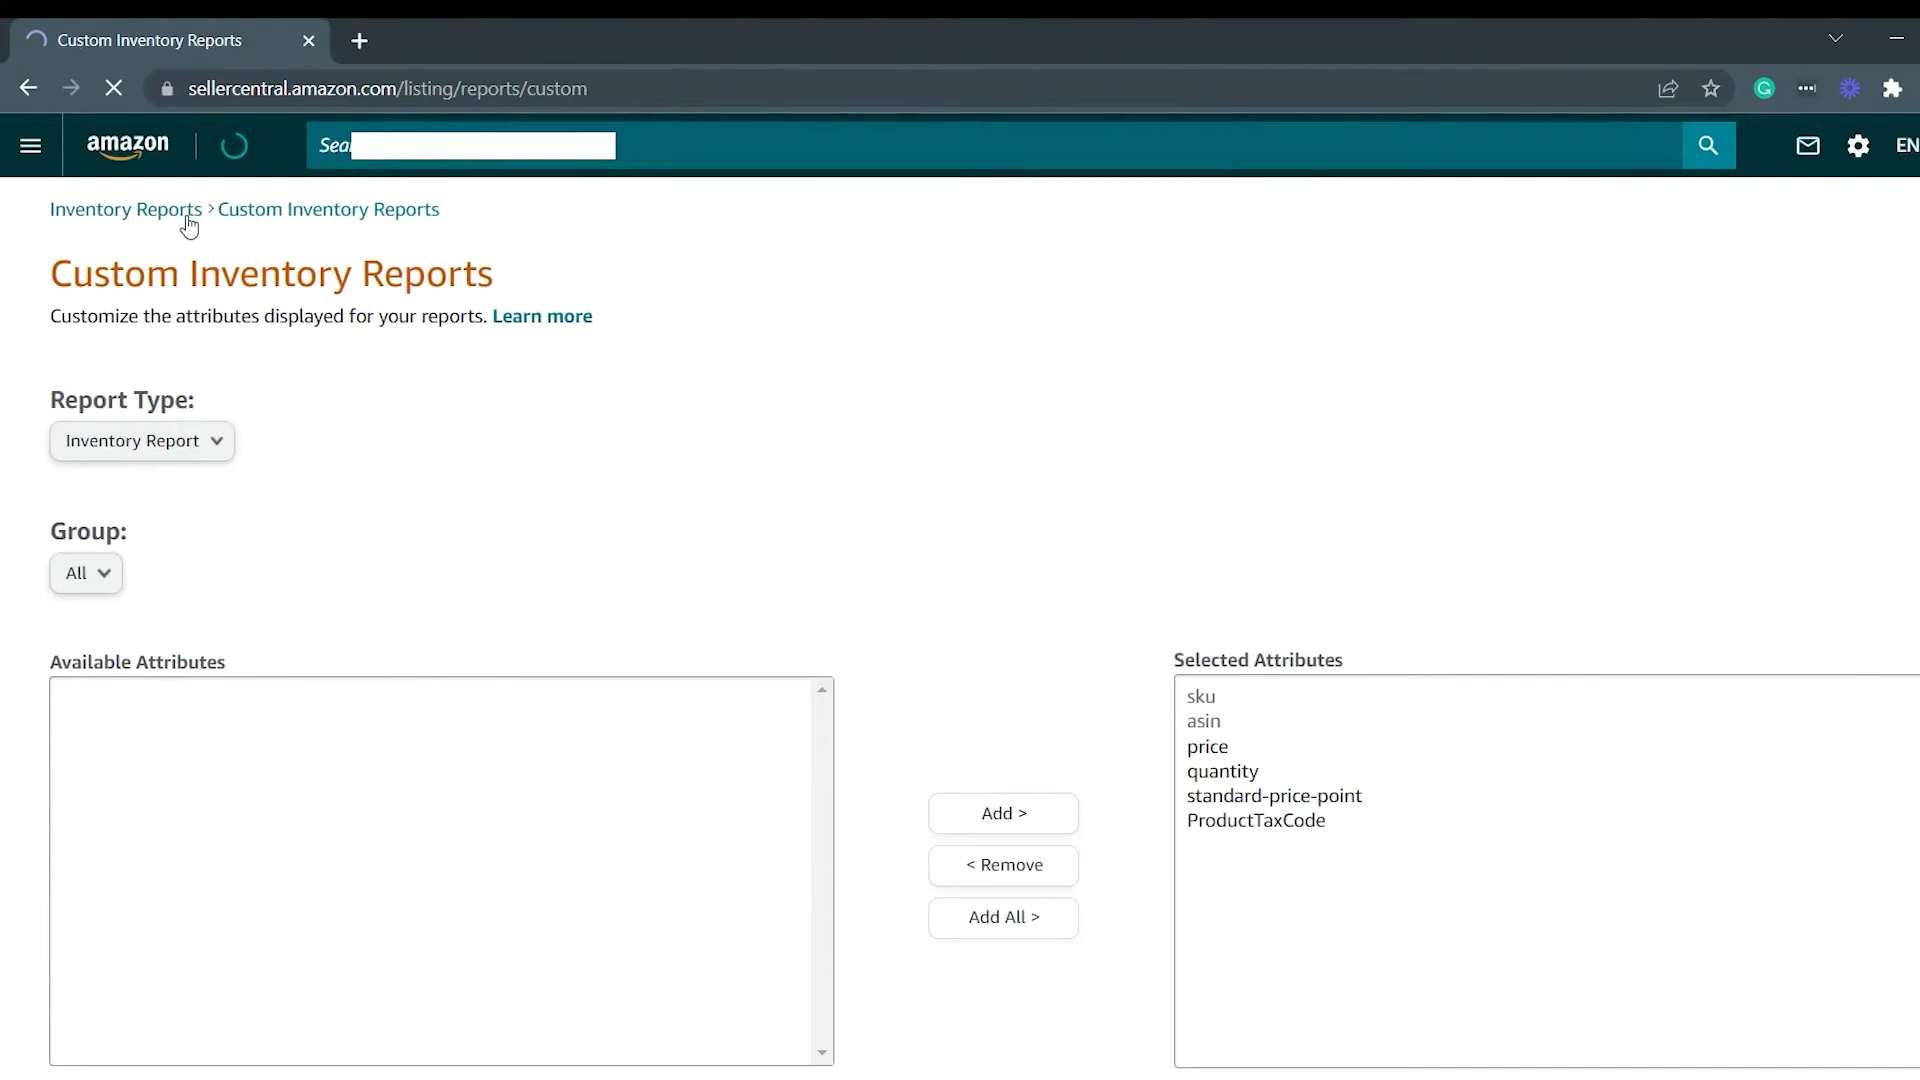 Custom Inventory Reports
sellercentral.amazon.com/listing/reports/custom
amazon
Sea
EN
Inventory Reports > Custom Inventory Reports
Custom Inventory Reports
Customize the attributes displayed for your reports. Learn more
Report Type:
Inventory Report
Group:
All
Available Attributes
Selected Attributes
sku
asin
price
quantity
standard-price-point
ProductTaxCode
Add >
< Remove
Add All >